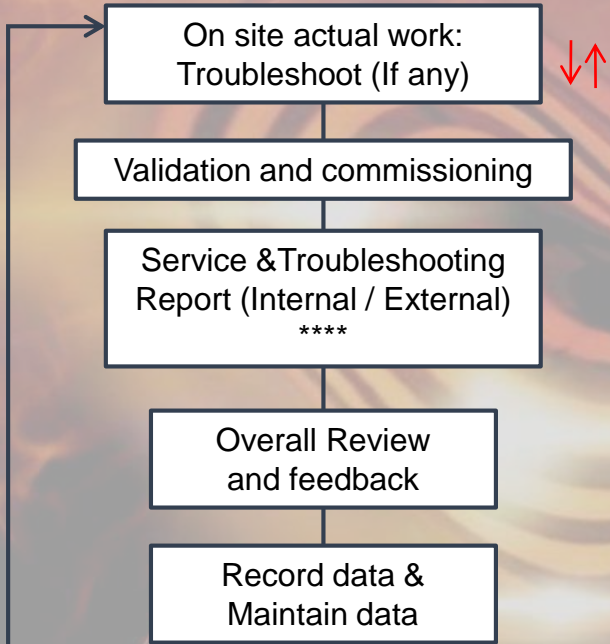 On site actual work:
Troubleshoot (If any)
Validation and commissioning
Service &Troubleshooting
Report (Internal / External)
****
Overall Review
and feedback
Record data &
Maintain data